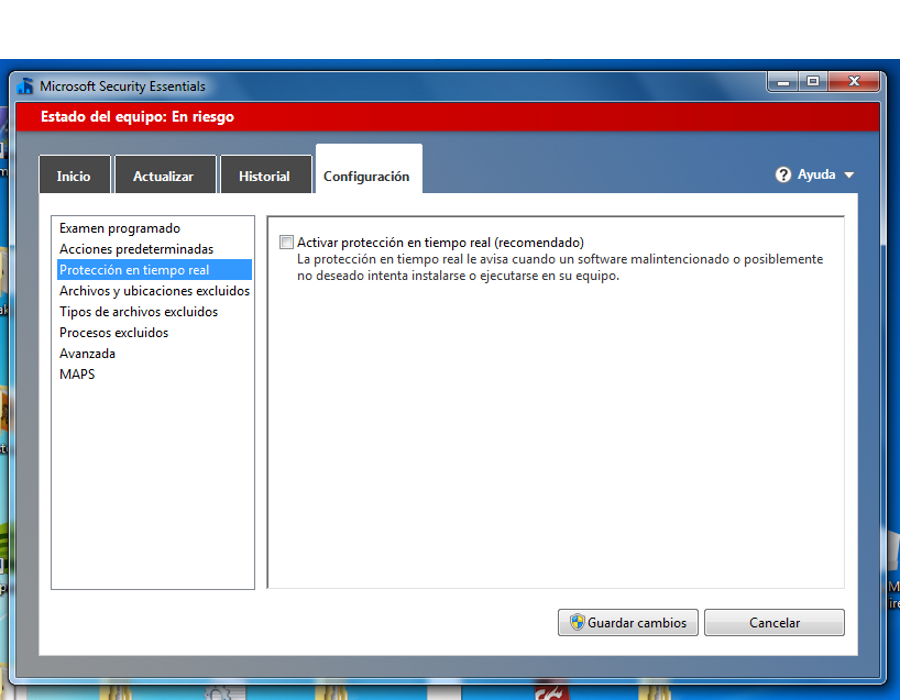 Microsoft Security Essentials
Estado del equipo: En riesgo
Inicio
Actualizar
Historial
Configuración
Ayuda
Examen programado
Acciones predeterminadas
Protección en tiempo real
Archivos y ubicaciones excluidos
Tipos de archivos excluidos
Procesos excluidos
Avanzada
MAPS
Activar protección en tiempo real (recomendado)
La protección en tiempo real le avisa cuando un software malintencionado o posiblemente
no deseado intenta instalarse o ejecutarse en su equipo.
Guardar cambios
Cancelar